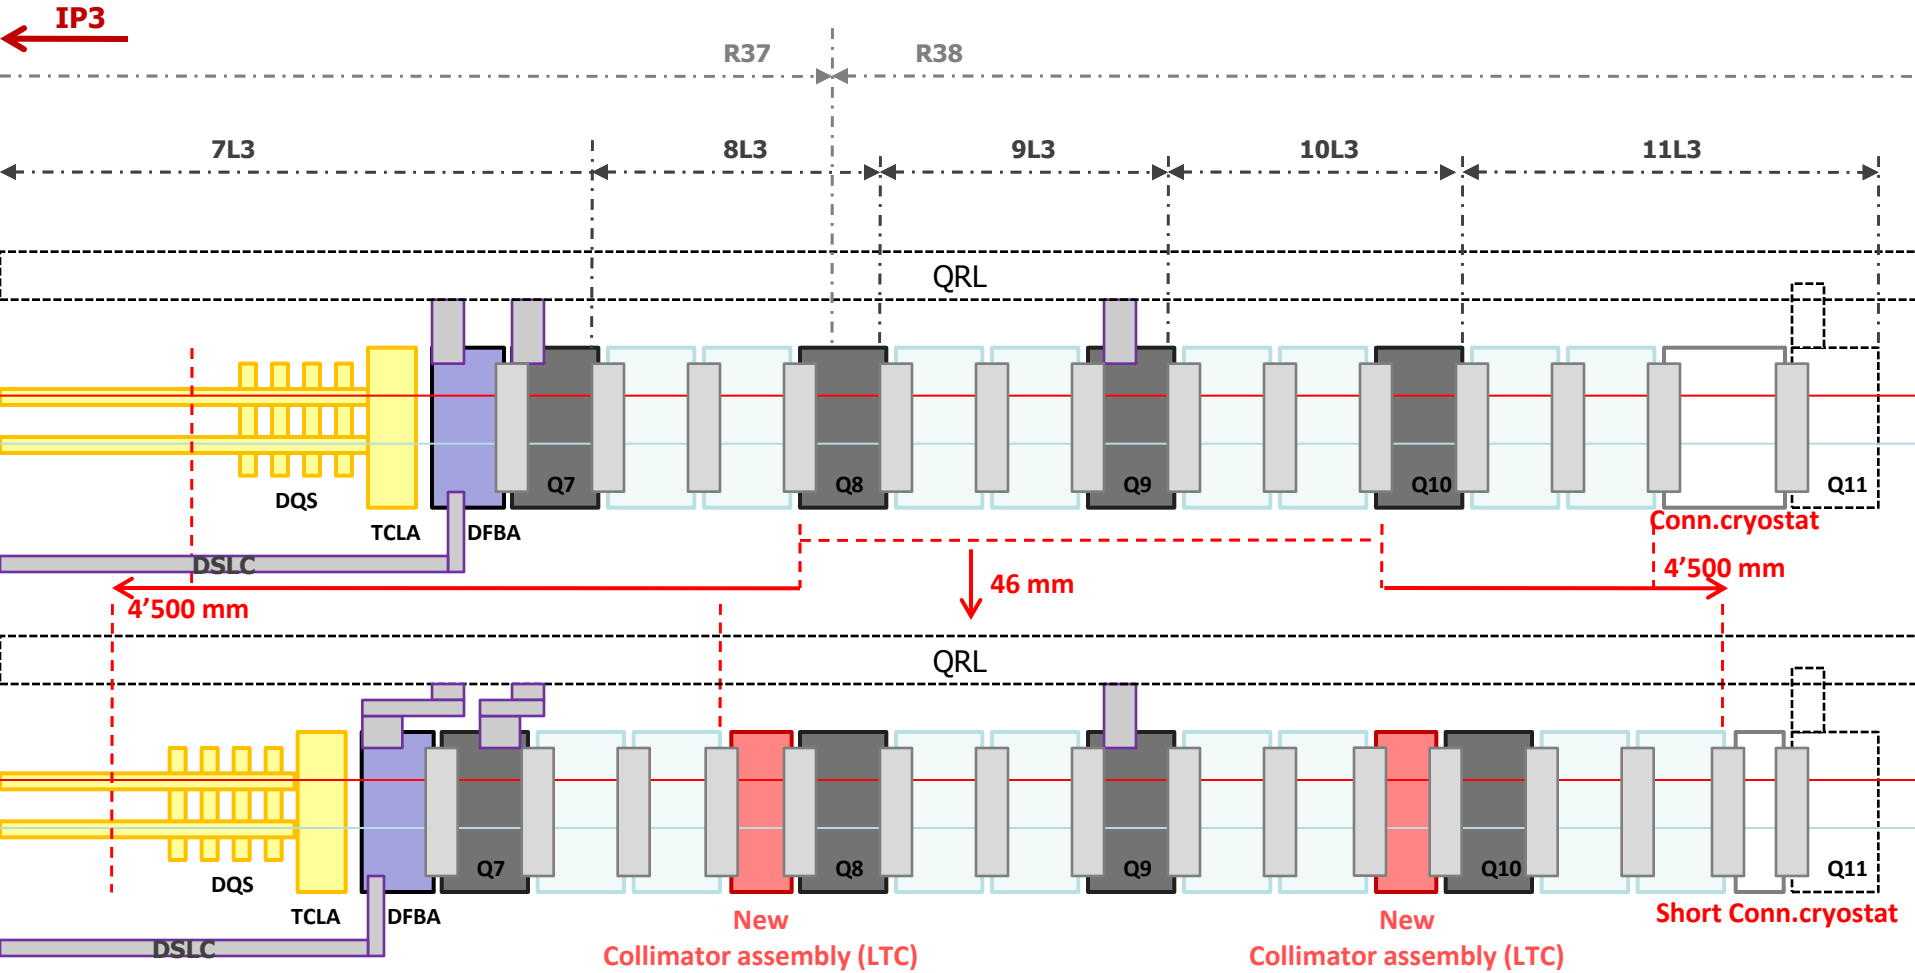 IP3
R37 R38
7L3 8L3 9L3 10L3 11L3
QRL
Q7 Q8 Q9 Q10 Q11
DQS
TCLA DFBA
Conn.cryostat
DSLC
4’500 mm
46 mm
4’500 mm
QRL
Q7 Q8 Q9 Q10 Q11
DQS
TCLA DFBA
New
Collimator assembly (LTC)
New
Collimator assembly (LTC)
Short Conn.cryostat
DSLC